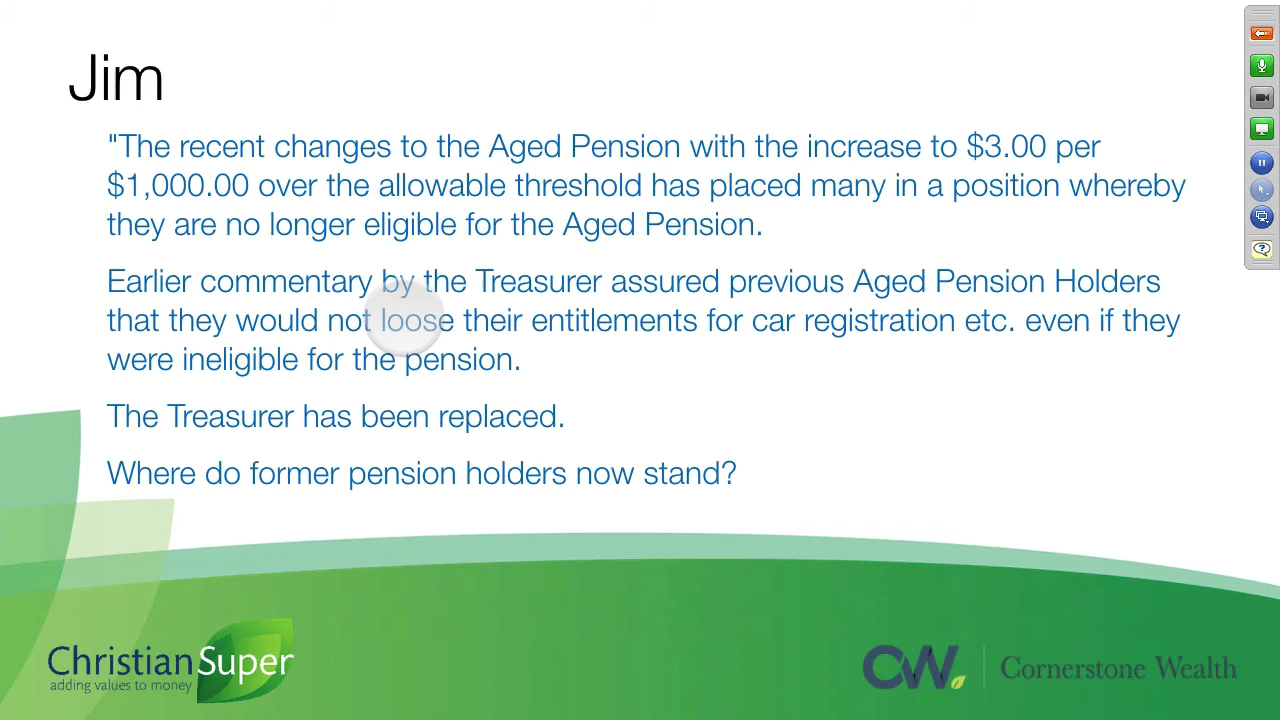 Jim
"The recent changes to the Aged Pension with the increase to $3.00 per
$1,000.00 over the allowable threshold has placed many in a position whereby
they are no longer eligible for the Aged Pension.
Earlier commentary by the Treasurer assured previous Aged Pension Holders
that they would not loose their entitlements for car registration etc. even if they
were ineligible for the pension.
The Treasurer has been replaced.
Where do former pension holders now stand?
Christian Super
adding values to money
CW. Cornerstone Wealth